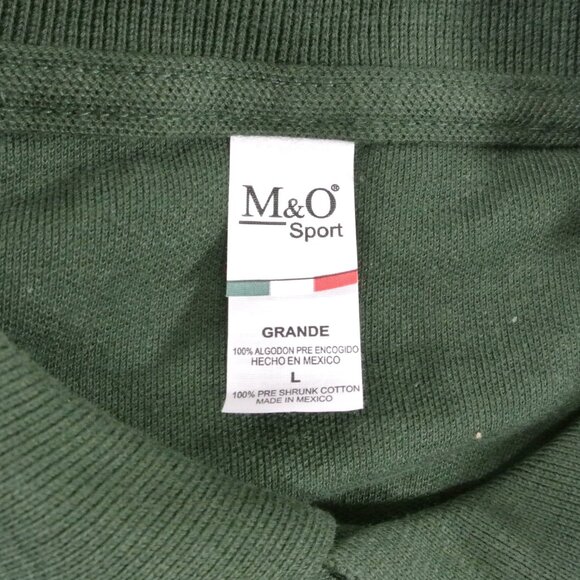 M&O®
Sport
GRANDE
100% ALGODON PRE ENCOGIDO
HECHO EN MEXICO
L
100% PRE SHRUNK COTTON
MADE IN MEXICO